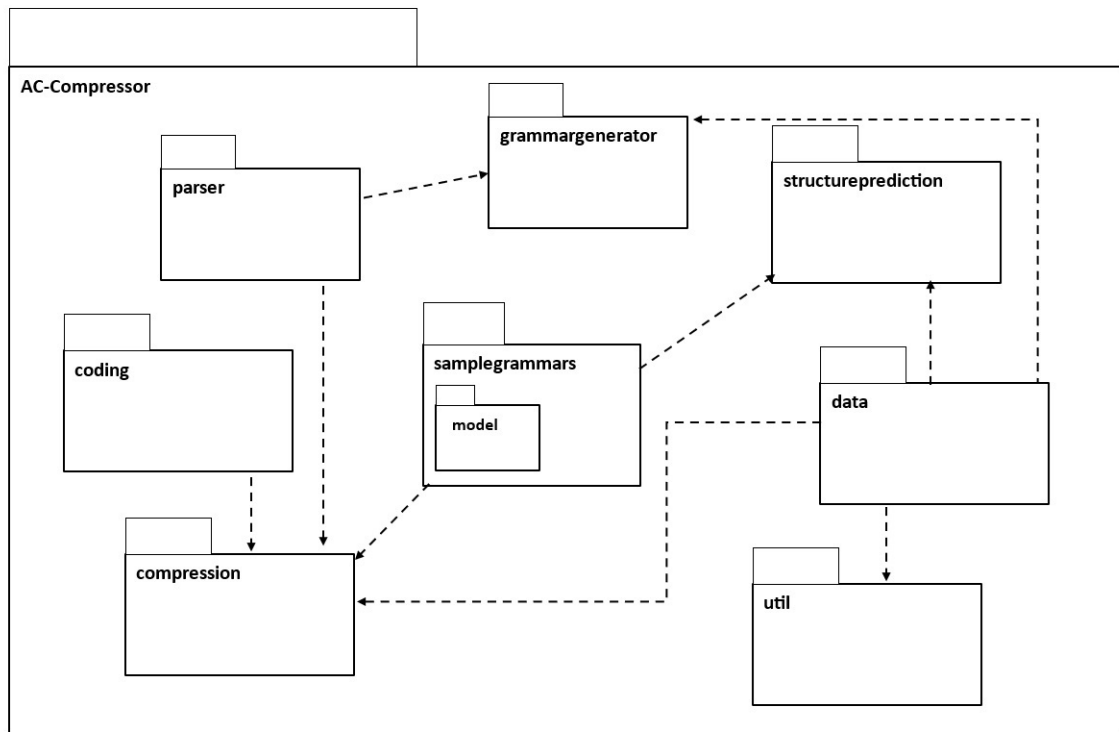 AC-Compressor
grammargenerator
parser
structureprediction
samplegrammars
coding
model
data
compression
util